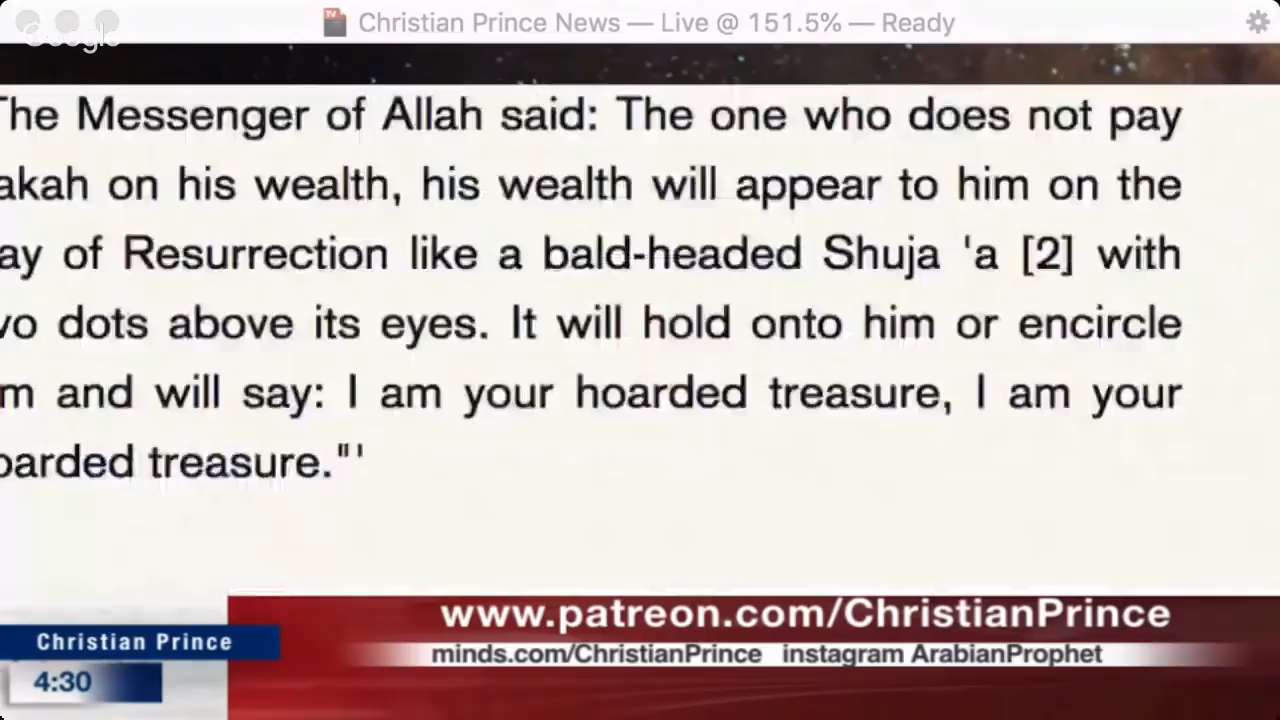 Christian Prince News — Live @ 151.5% — Ready
Google
The Messenger of Allah said: The one who does not pay
akah on his wealth, his wealth will appear to him on the
ay of Resurrection like a bald-headed Shuja 'a [2] with
wo dots above its eyes. It will hold onto him or encircle
m and will say: I am your hoarded treasure, I am your
oarded treasure."'
www.patreon.com/ChristianPrince
Christian Prince
minds.com/ChristianPrince instagram ArabianProphet
4:30